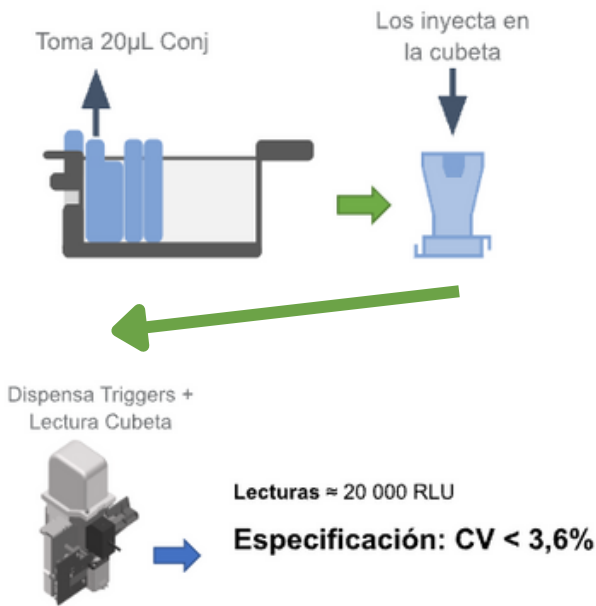 Toma 20µL Conj
Los inyecta en
la cubeta
Dispensa Triggers +
Lectura Cubeta
Lecturas ≈ 20 000 RLU
Especificación: CV < 3,6%